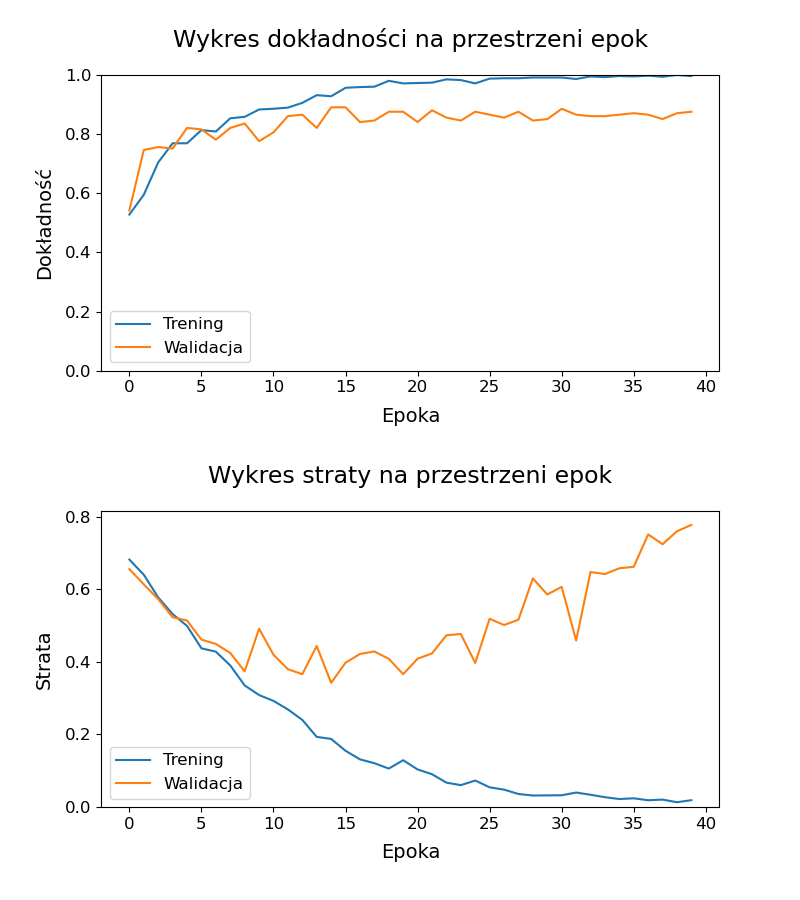 Wykres dokładności na przestrzeni epok
1.0
0.8
0.6
0.4
0.2
0.0
Dokładność
Trening
Walidacja
0 5 10 15 20 25 30 35 40
Epoka
Wykres straty na przestrzeni epok
0.8
0.6
0.4
0.2
0.0
Strata
Trening
Walidacja
0 5 10 15 20 25 30 35 40
Epoka